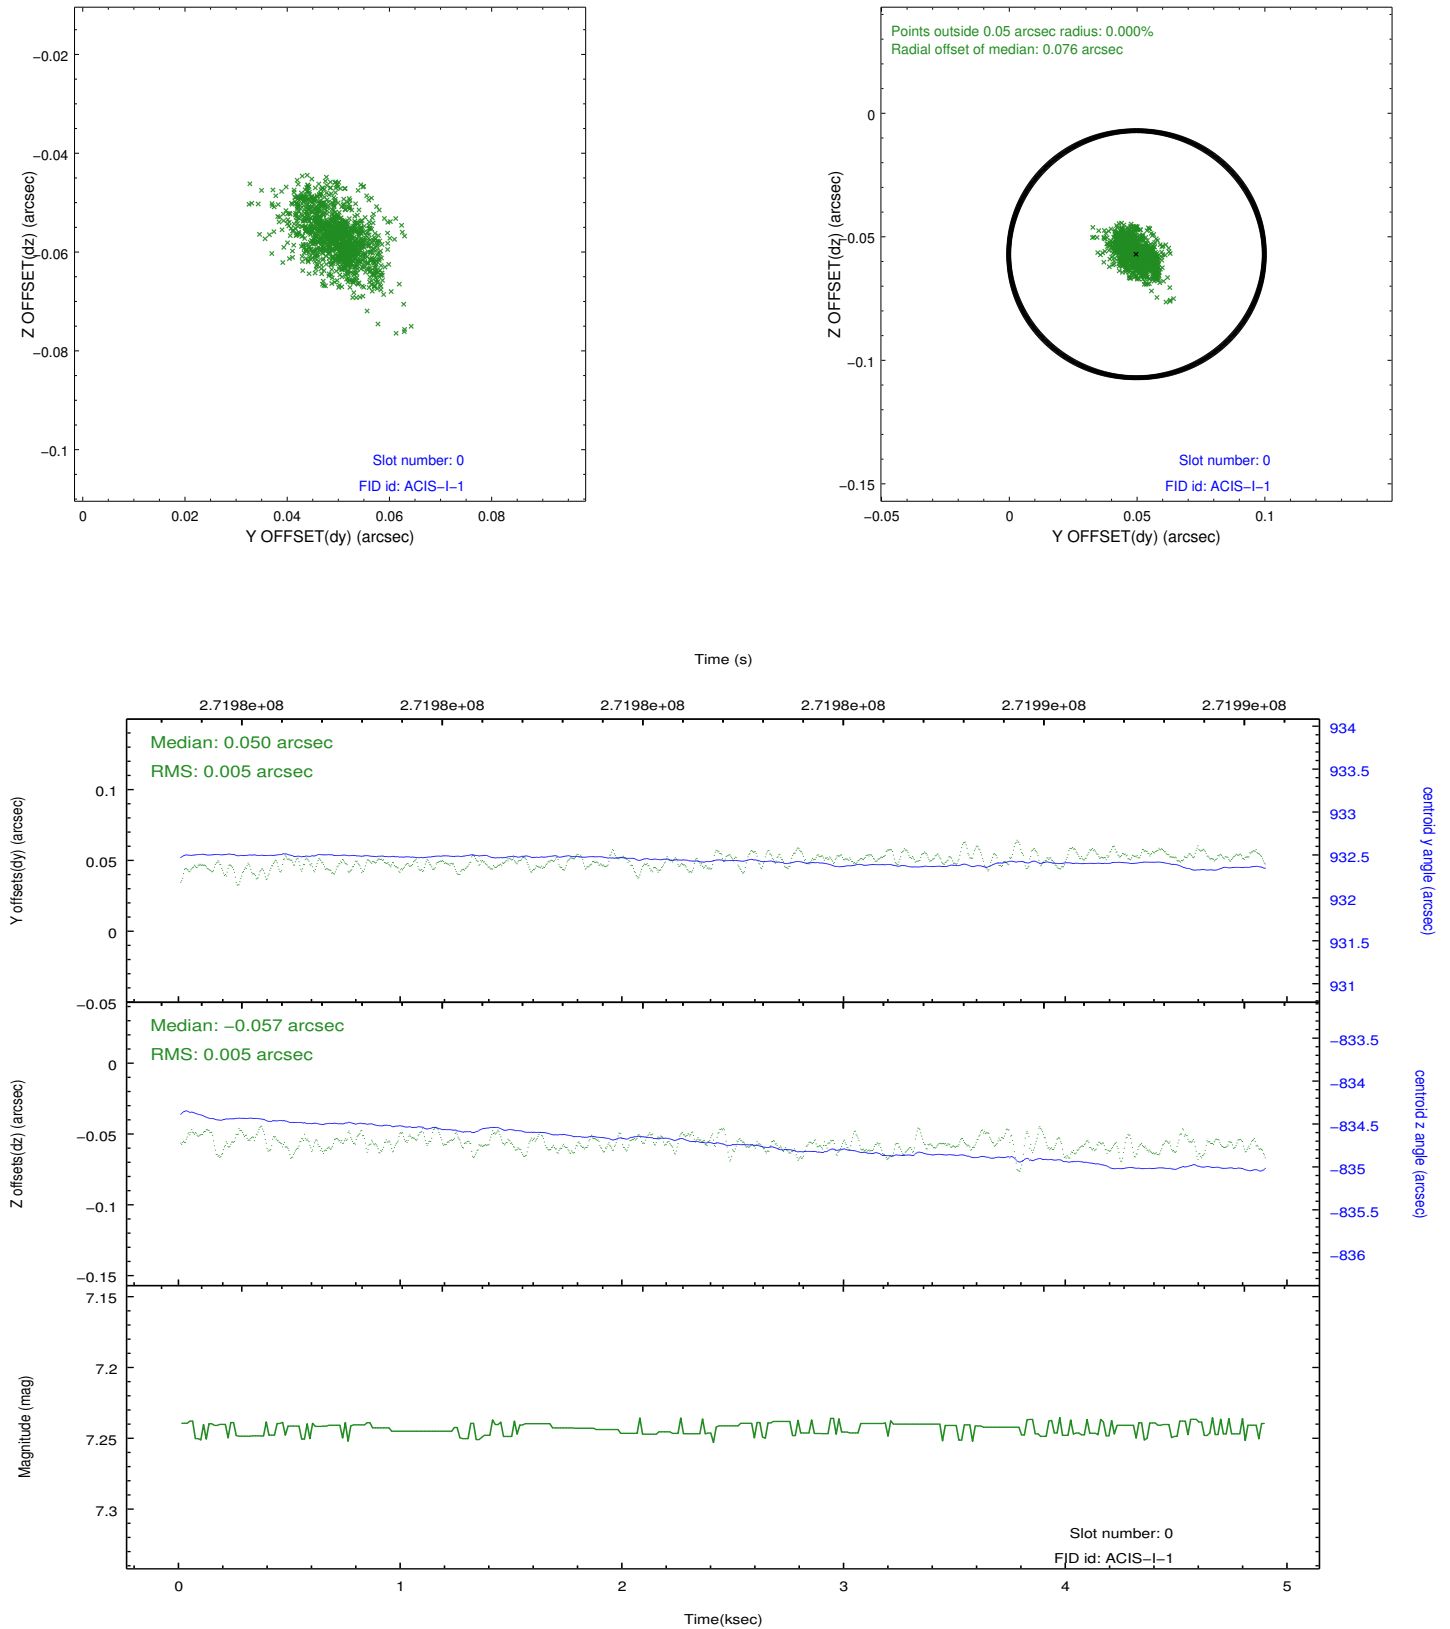 −0.02
−0.04
−0.06
−0.08
−0.1
Z OFFSET(dz) (arcsec)
Slot number: 0
FID id: ACIS−I−1
0 0.02 0.04 0.06 0.08
Y OFFSET(dy) (arcsec)
Points outside 0.05 arcsec radius: 0.000%
Radial offset of median: 0.076 arcsec
0
−0.05
−0.1
−0.15
Z OFFSET(dz) (arcsec)
Slot number: 0
FID id: ACIS−I−1
−0.05 0 0.05 0.1
Y OFFSET(dy) (arcsec)
Time (s)
2.7198e+08 2.7198e+08 2.7198e+08 2.7198e+08 2.7199e+08 2.7199e+08
Median: 0.050 arcsec
RMS: 0.005 arcsec
0.1
0.05
0
−0.05
Y offsets(dy) (arcsec)
934
933.5
933
932.5
932
931.5
931
centroid y angle (arcsec)
Median: −0.057 arcsec
RMS: 0.005 arcsec
0
−0.05
−0.1
−0.15
Z offsets(dz) (arcsec)
−833.5
−834
−834.5
−835
−835.5
−836
centroid z angle (arcsec)
7.15
7.2
7.25
7.3
Magnitude (mag)
Slot number: 0
FID id: ACIS−I−1
0 1 2 3 4 5
Time(ksec)